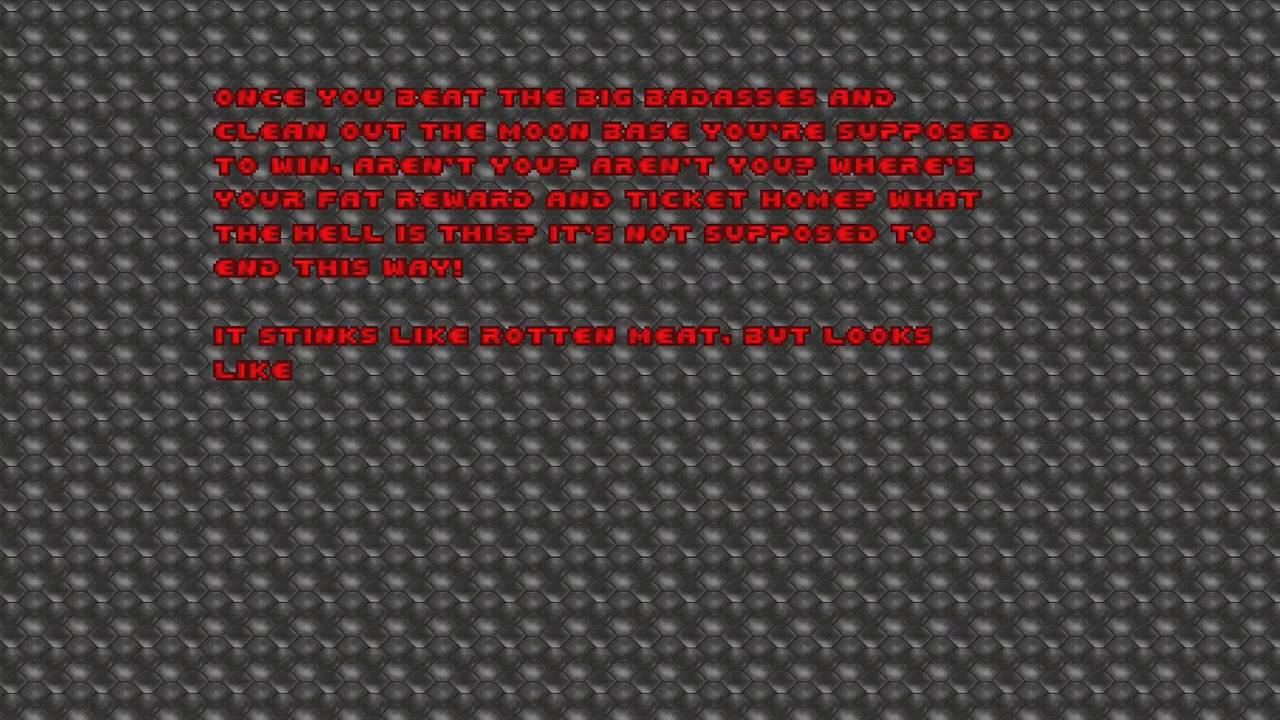 ONCE YOU BEAT THE BIG BADASSES AND
CLEAN OUT THE MOON BASE YOU'RE SUPPOSED
TO WIN, AREN'T YOU? AREN'T YOU? WHERE'S
YOUR FAT REWARD AND TICKET HOME? WHAT
THE HELL IS THIS? IT'S NOT SUPPOSED TO
END THIS WAY!
IT STINKS LIKE ROTTEN MEAT, BUT LOOKS
LIKE